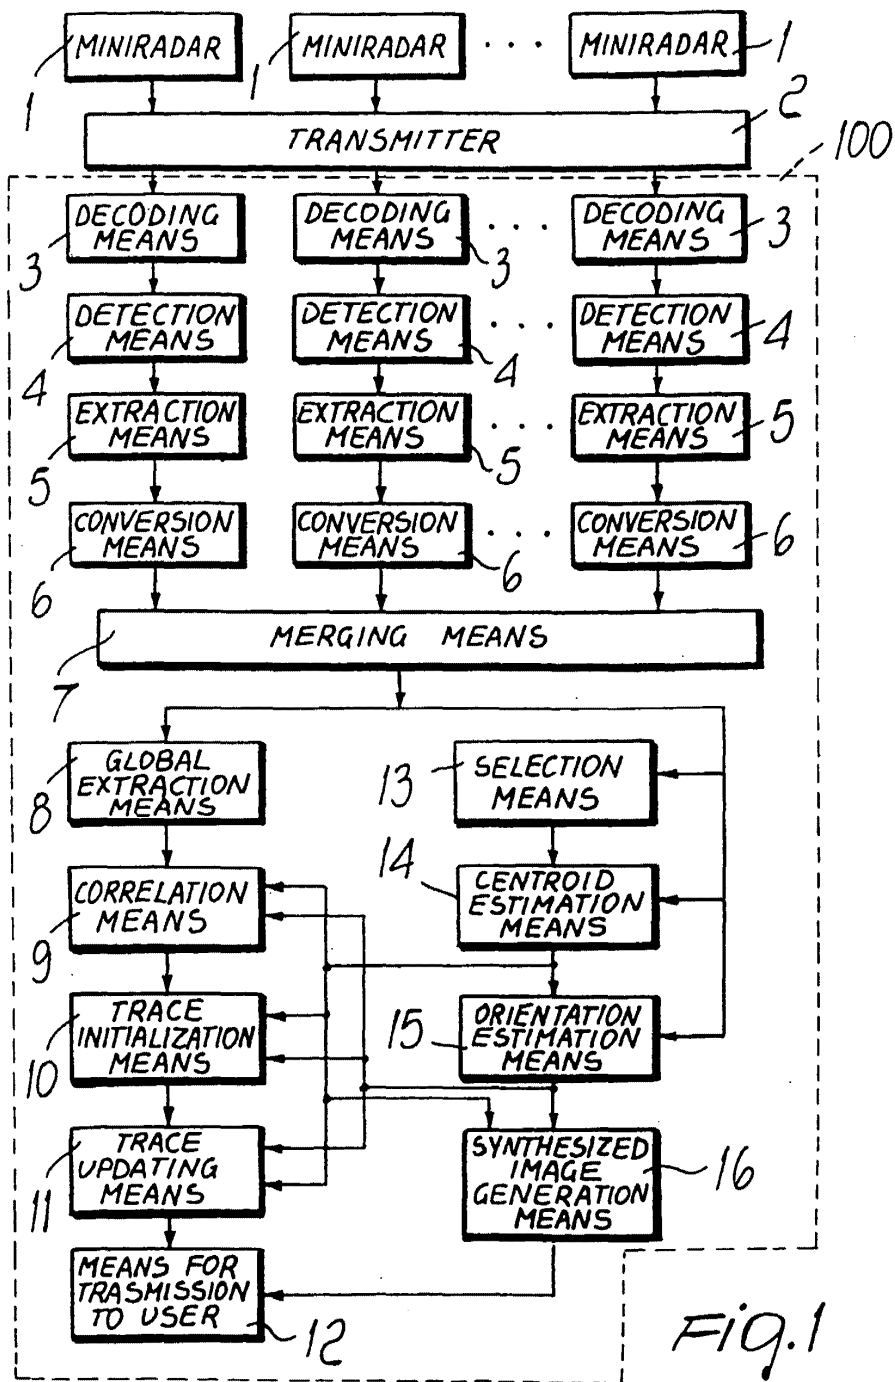 MINIRADAR MINIRADAR . . . MINIRADAR 1
1 1
TRANSMITTER 2
100
DECODING MEANS
DECODING MEANS
. . .
DECODING MEANS
3 3 3
DETECTION MEANS
DETECTION MEANS
. . .
DETECTION MEANS
4 4 4
EXTRACTION MEANS
EXTRACTION MEANS
. . .
EXTRACTION MEANS
5 5 5
CONVERSION MEANS
CONVERSION MEANS
. . .
CONVERSION MEANS
6 6 6
MERGING MEANS
7
GLOBAL
EXTRACTION
MEANS
8
13
SELECTION
MEANS
CORRELATION
MEANS
9
14
CENTROID
ESTIMATION
MEANS
TRACE
INITIALIZATION
MEANS
10
15
ORIENTATION
ESTIMATION
MEANS
TRACE
UPDATING
MEANS
11
SYNTHESIZED
IMAGE
GENERATION
MEANS
16
MEANS FOR
TRASMISSION
TO USER
12
Fig.1